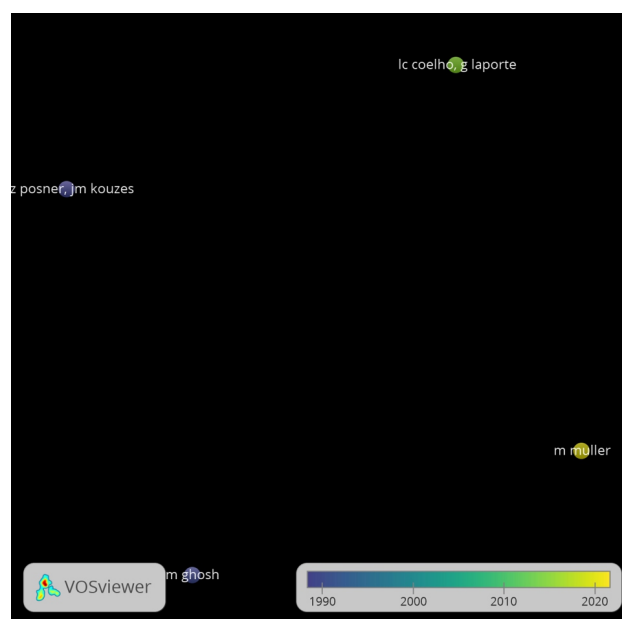 lc coelho, g laporte
z posner, jm kouzes
m muller
m ghosh
VOSviewer
1990 2000 2010 2020